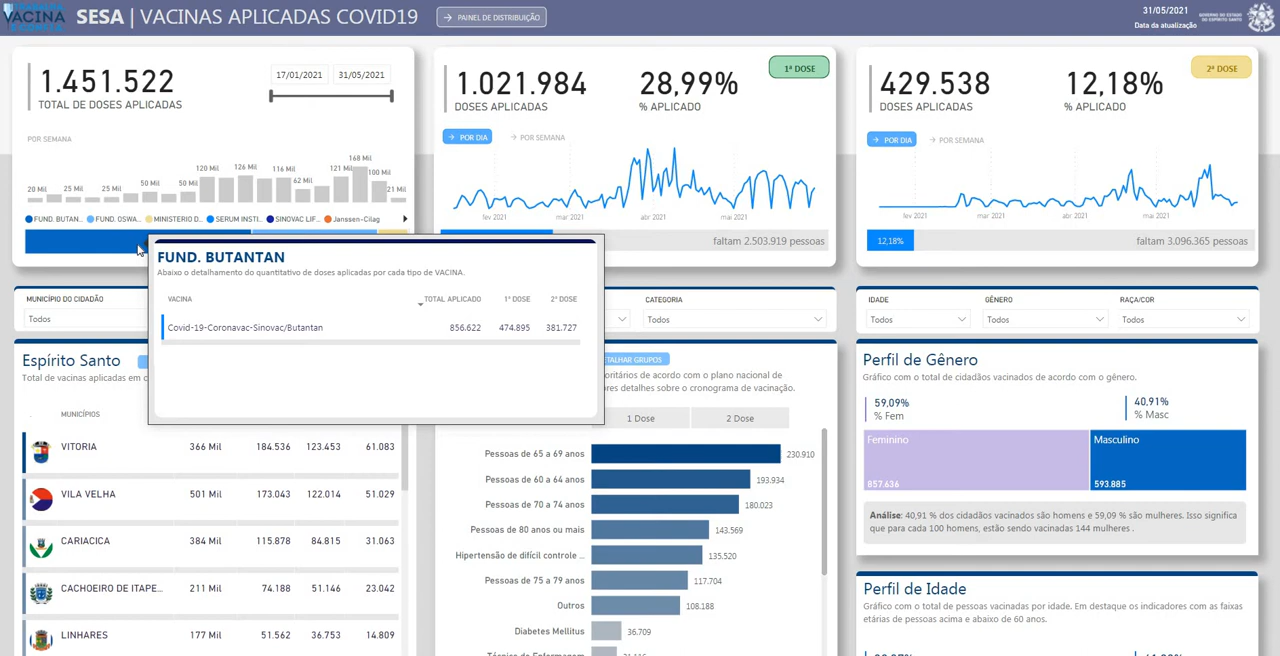 VACINA
SESA | VACINAS APLICADAS COVID19
→ PAINEL DE DISTRIBUIÇÃO
31/05/2021
Data da atualização
GOVERNO DO ESTADO
DO ESPÍRITO SANTO
1.451.522
TOTAL DE DOSES APLICADAS
17/01/2021
31/05/2021
POR SEMANA
20 Mil
25 Mil
25 Mil
50 Mil
50 Mil
120 Mil
126 Mil
116 Mil
62 Mil
121 Mil
168 Mil
100 Mil
21 Mil
FUND. BUTAN...
FUND. OSWA...
MINISTERIO D...
SERUM INSTI...
SINOVAC LIF...
Janssen-Cilag
1.021.984
DOSES APLICADAS
28,99%
% APLICADO
1ª DOSE
→ POR DIA
→ POR SEMANA
fev 2021
mar 2021
abr 2021
mai 2021
faltam 2.503.919 pessoas
429.538
DOSES APLICADAS
12,18%
% APLICADO
2ª DOSE
→ POR DIA
→ POR SEMANA
fev 2021
mar 2021
abr 2021
mai 2021
12,18%
faltam 3.096.365 pessoas
FUND. BUTANTAN
Abaixo o detalhamento do quantitativo de doses aplicadas por cada tipo de VACINA.
VACINA TOTAL APLICADO 1ª DOSE 2ª DOSE
Covid-19-Coronavac-Sinovac/Butantan 856.622 474.895 381.727
MUNICÍPIO DO CIDADÃO
Todos
CATEGORIA
Todos
IDADE
Todos
GÊNERO
Todos
RAÇA/COR
Todos
Espírito Santo
Total de vacinas aplicadas em c
MUNICÍPIOS
VITORIA 366 Mil 184.536 123.453 61.083
VILA VELHA 501 Mil 173.043 122.014 51.029
CARIACICA 384 Mil 115.878 84.815 31.063
CACHOEIRO DE ITAPE... 211 Mil 74.188 51.146 23.042
LINHARES 177 Mil 51.562 36.753 14.809
ETALHAR GRUPOS
oritários de acordo com o plano nacional de
ores detalhes sobre o cronograma de vacinação.
1 Dose
2 Dose
Pessoas de 65 a 69 anos 230.910
Pessoas de 60 a 64 anos 193.934
Pessoas de 70 a 74 anos 180.023
Pessoas de 80 anos ou mais 143.569
Hipertensão de difícil controle ... 135.520
Pessoas de 75 a 79 anos 117.704
Outros 108.188
Diabetes Mellitus 36.709
Perfil de Gênero
Gráfico com o total de cidadãos vacinados de acordo com o gênero.
59,09%
% Fem
40,91%
% Masc
Feminino
857.636
Masculino
593.885
Análise: 40,91 % dos cidadãos vacinados são homens e 59,09 % são mulheres. Isso significa
que para cada 100 homens, estão sendo vacinadas 144 mulheres .
Perfil de Idade
Gráfico com o total de pessoas vacinadas por idade. Em destaque os indicadores com as faixas
etárias de pessoas acima e abaixo de 60 anos.